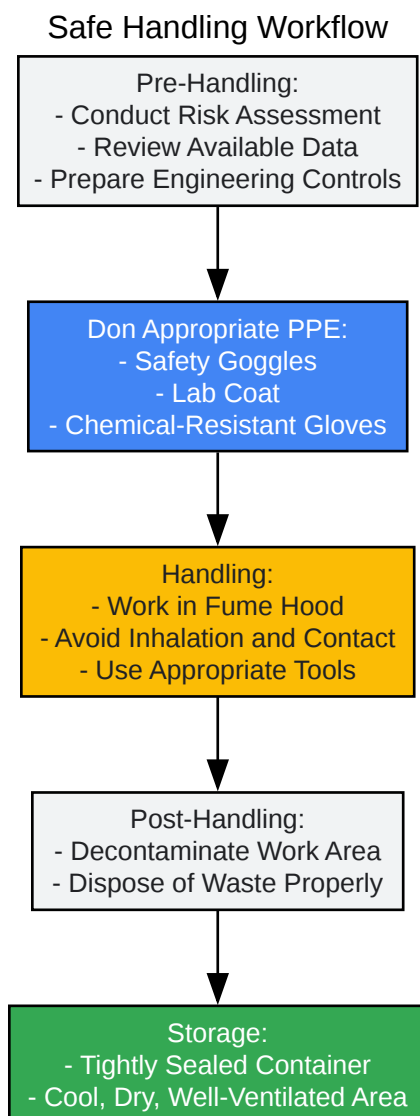 Safe Handling Workflow
Pre-Handling:
- Conduct Risk Assessment
- Review Available Data
- Prepare Engineering Controls
Don Appropriate PPE:
- Safety Goggles
- Lab Coat
- Chemical-Resistant Gloves
Handling:
- Work in Fume Hood
- Avoid Inhalation and Contact
- Use Appropriate Tools
Post-Handling:
- Decontaminate Work Area
- Dispose of Waste Properly
Storage:
- Tightly Sealed Container
- Cool, Dry, Well-Ventilated Area